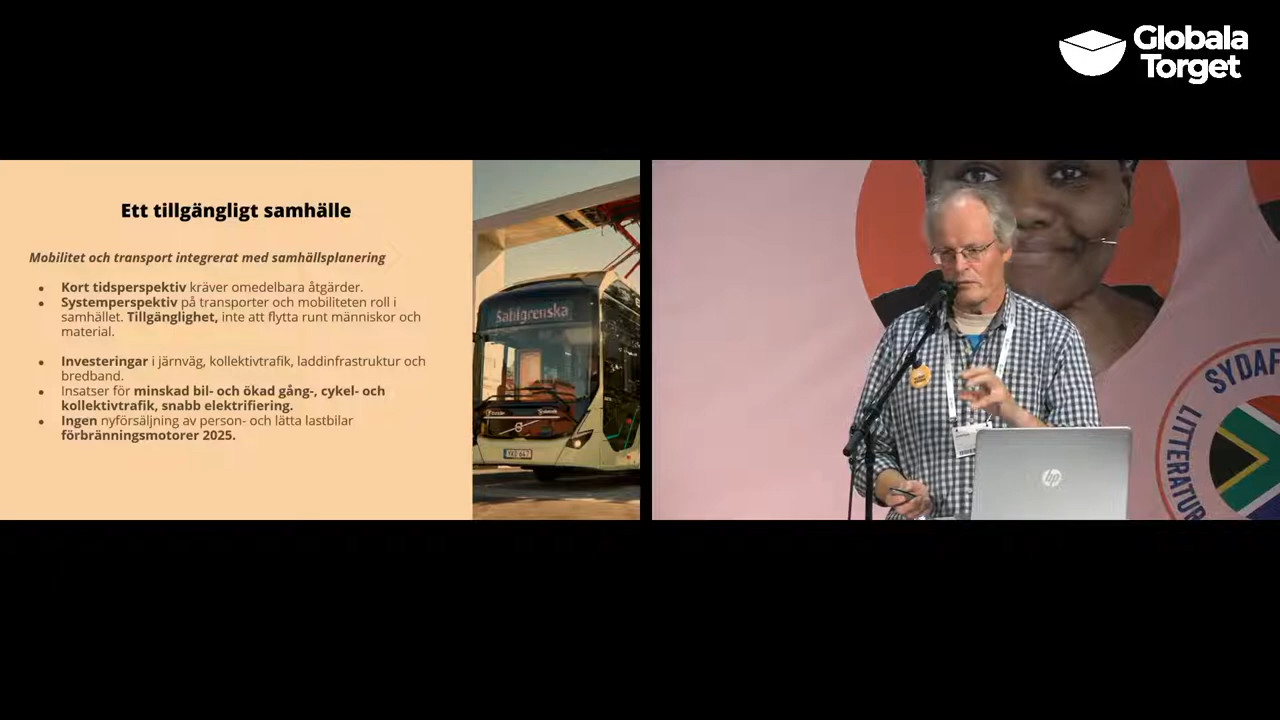 Globala
Torget
Ett tillgängligt samhälle
Mobilitet och transport integrerat med samhällsplanering
Kort tidsperspektiv kräver omedelbara åtgärder.
Systemperspektiv på transporter och mobiliteten roll i
samhället. Tillgänglighet, inte att flytta runt människor och
material.
Investeringar i järnväg, kollektivtrafik, laddinfrastruktur och
bredband.
Insatser för minskad bil- och ökad gång-, cykel- och
kollektivtrafik, snabb elektrifiering.
Ingen nyförsäljning av person- och lätta lastbilar
förbränningsmotorer 2025.
Sahlgrenska
hp
SYDAF
LITTERATUR